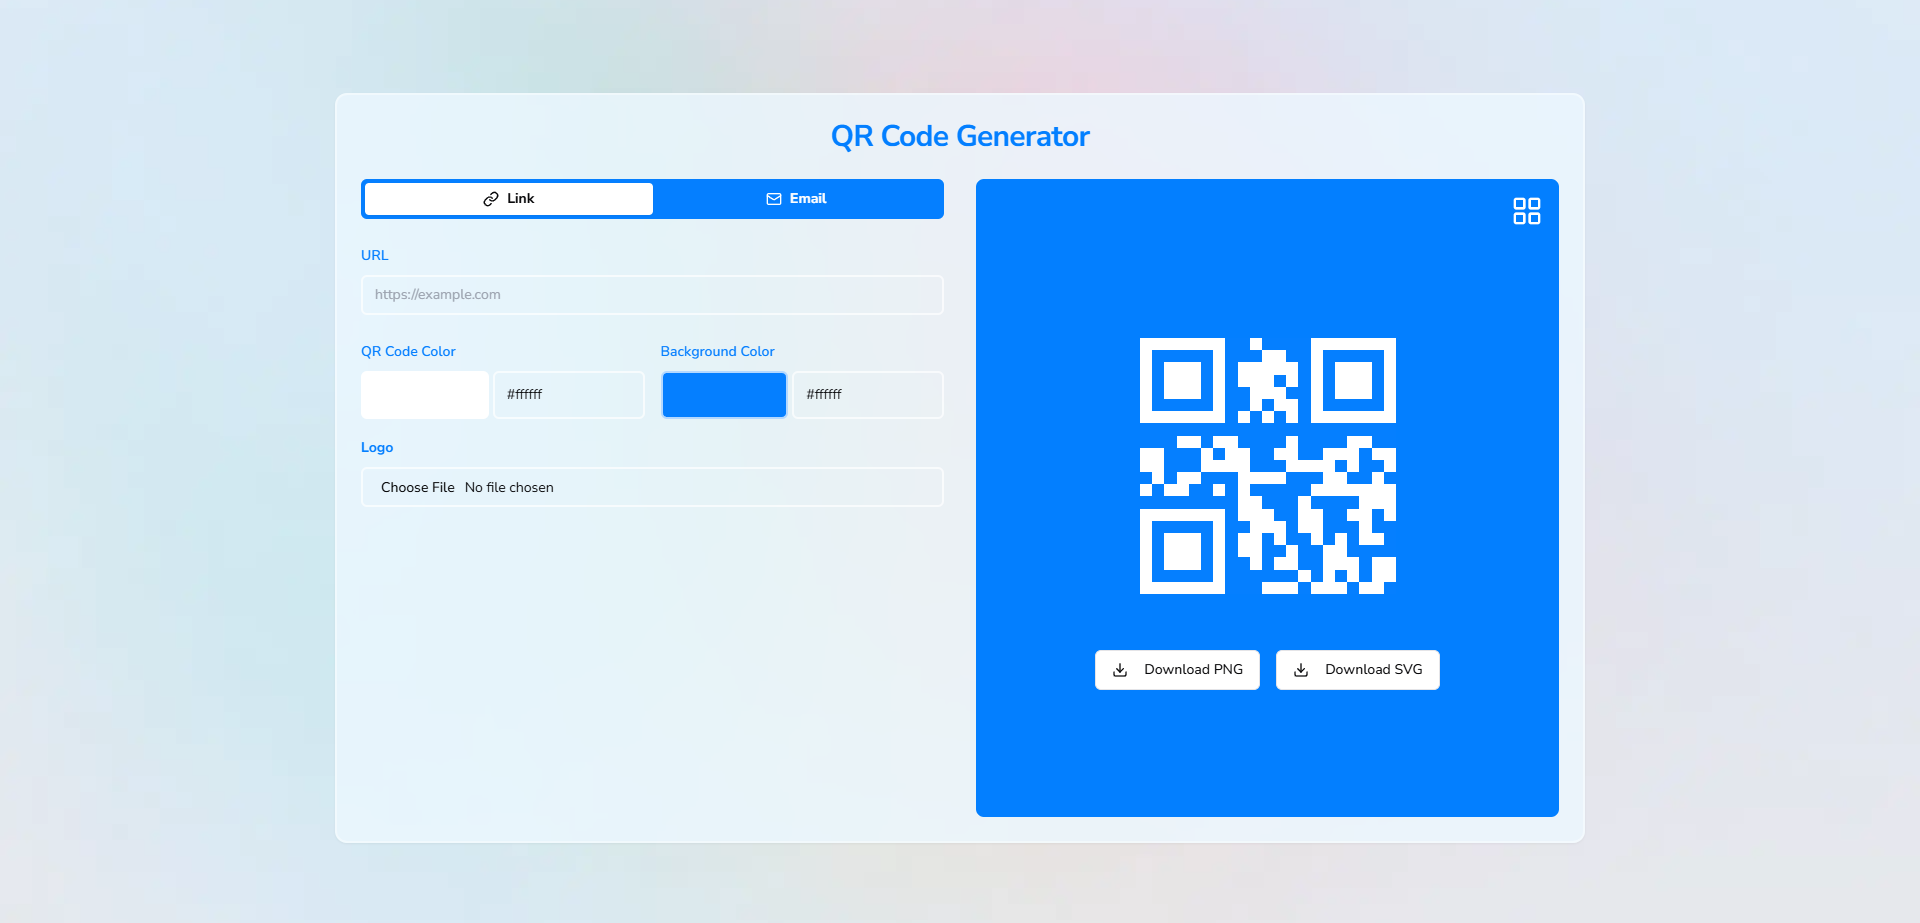 QR Code Generator
Link
Email
URL
https://example.com
QR Code Color
Background Color
#ffffff
#ffffff
Logo
Choose File No file chosen
Download PNG
Download SVG